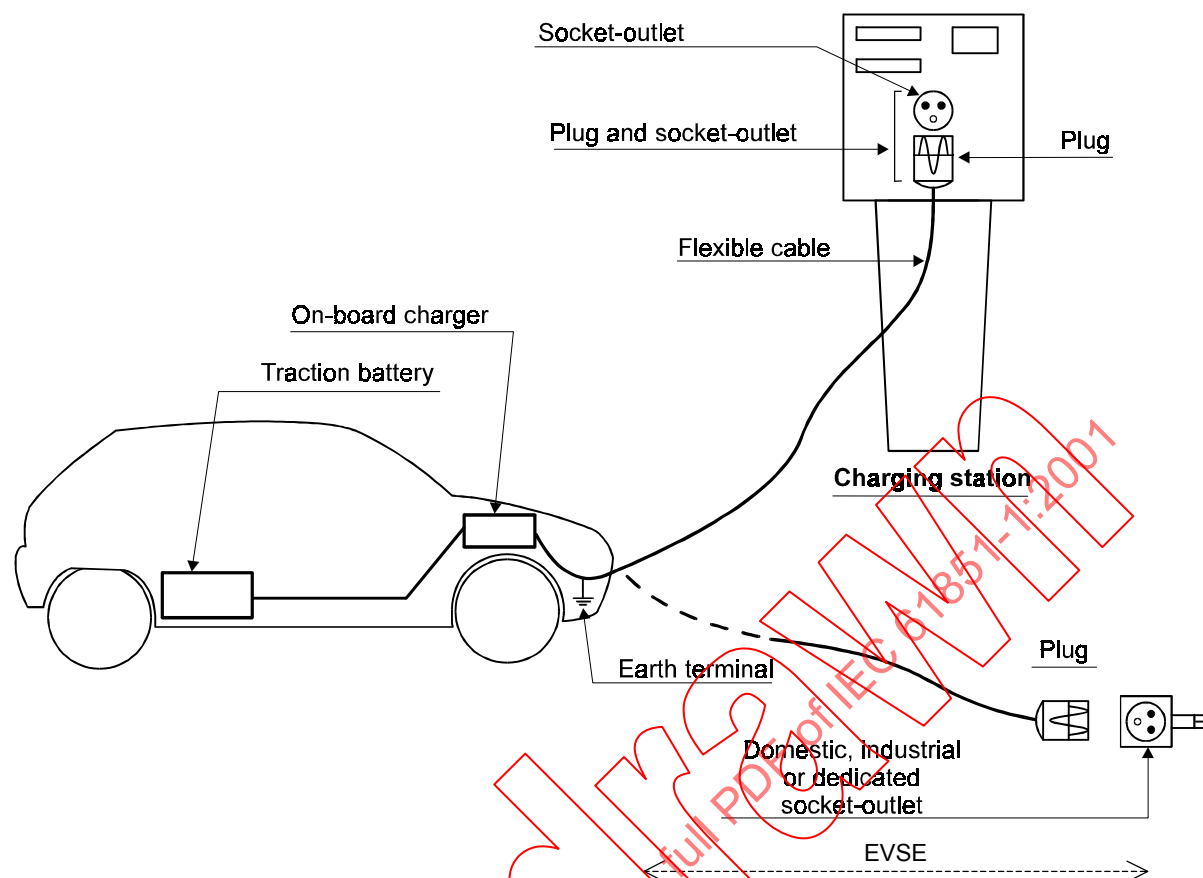 Socket-outlet
Plug and socket-outlet
Plug
Flexible cable
On-board charger
Traction battery
Charging station
Earth terminal
Plug
Domestic, industrial
or dedicated
socket-outlet
EVSE
drawn
full PDF of IEC 61851-1:2001